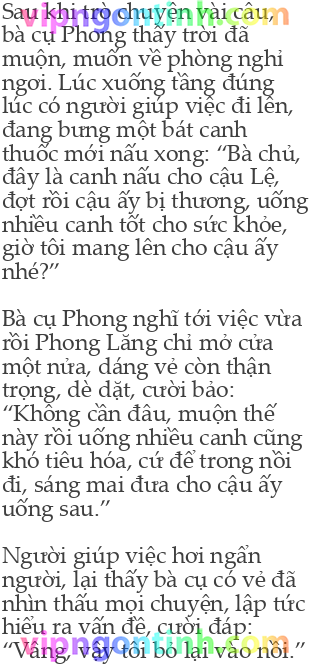 Sau khi trò chuyện vài câu,
bà cụ Phong thấy trời đã
muộn, muốn về phòng nghỉ
ngơi. Lúc xuống tầng đúng
lúc có người giúp việc đi lên,
đang bưng một bát canh
thuốc mới nấu xong: “Bà chủ,
đây là canh nấu cho cậu Lệ,
đợt rồi cậu ấy bị thương, uống
nhiều canh tốt cho sức khỏe,
giờ tôi mang lên cho cậu ấy
nhé?”
Bà cụ Phong nghĩ tới việc vừa
rồi Phong Lăng chỉ mở cửa
một nửa, dáng vẻ còn thận
trọng, dè dặt, cười bảo:
“Không cần đâu, muộn thế
này rồi uống nhiều canh cũng
khó tiêu hóa, cứ để trong nồi
đi, sáng mai đưa cho cậu ấy
uống sau.”
Người giúp việc hơi ngẩn
người, lại thấy bà cụ có vẻ đã
nhìn thấu mọi chuyện, lập tức
hiểu ra vấn đề, cười đáp:
“Vâng, vậy tôi bỏ lại vào nồi.”
vipngontinh.com
vipngontinh.com
vipngontinh.com